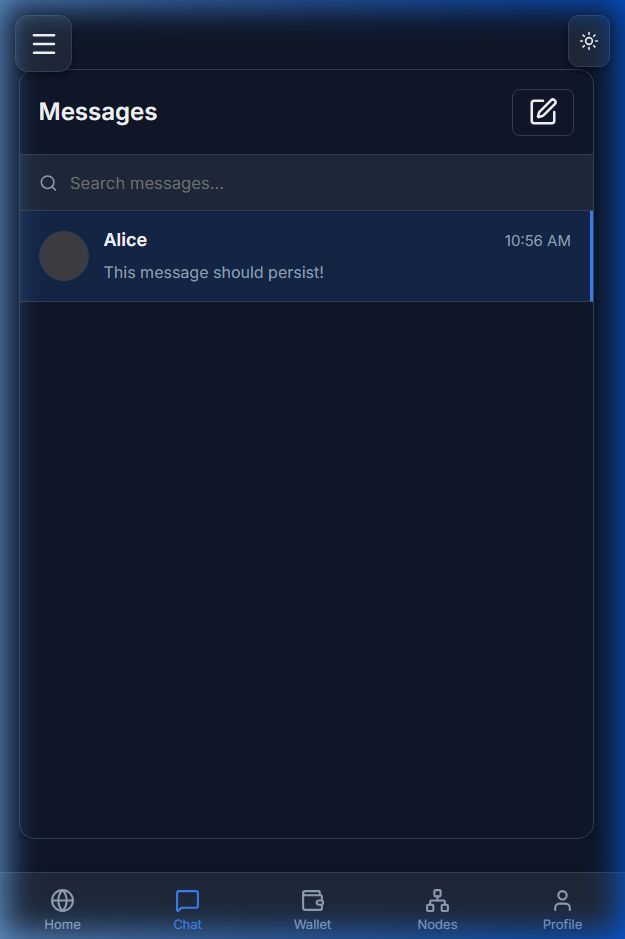 Messages
Search messages...
Alice
10:56 AM
This message should persist!
Home
Chat
Wallet
Nodes
Profile